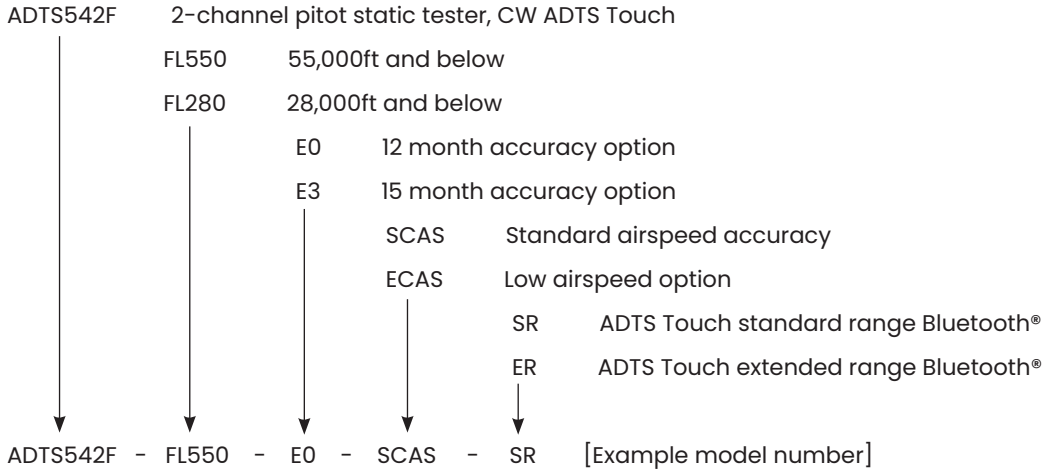 ADTS542F 2-channel pitot static tester, CW ADTS Touch
FL550 55,000ft and below
FL280 28,000ft and below
E0 12 month accuracy option
E3 15 month accuracy option
SCAS Standard airspeed accuracy
ECAS Low airspeed option
SR ADTS Touch standard range Bluetooth®
ER ADTS Touch extended range Bluetooth®
ADTS542F - FL550 - E0 - SCAS - SR [Example model number]